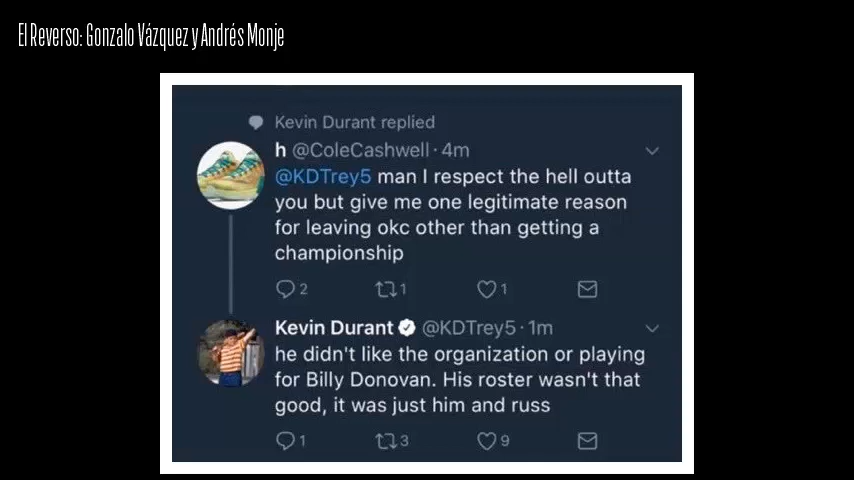 El Reverso: Gonzalo Vázquez y Andrés Monje
Kevin Durant replied
h @ColeCashwell · 4m
@KDTrey5 man I respect the hell outta
you but give me one legitimate reason
for leaving okc other than getting a
championship
2 1 1
Kevin Durant @KDTrey5 · 1m
he didn't like the organization or playing
for Billy Donovan. His roster wasn't that
good, it was just him and russ
1 3 9